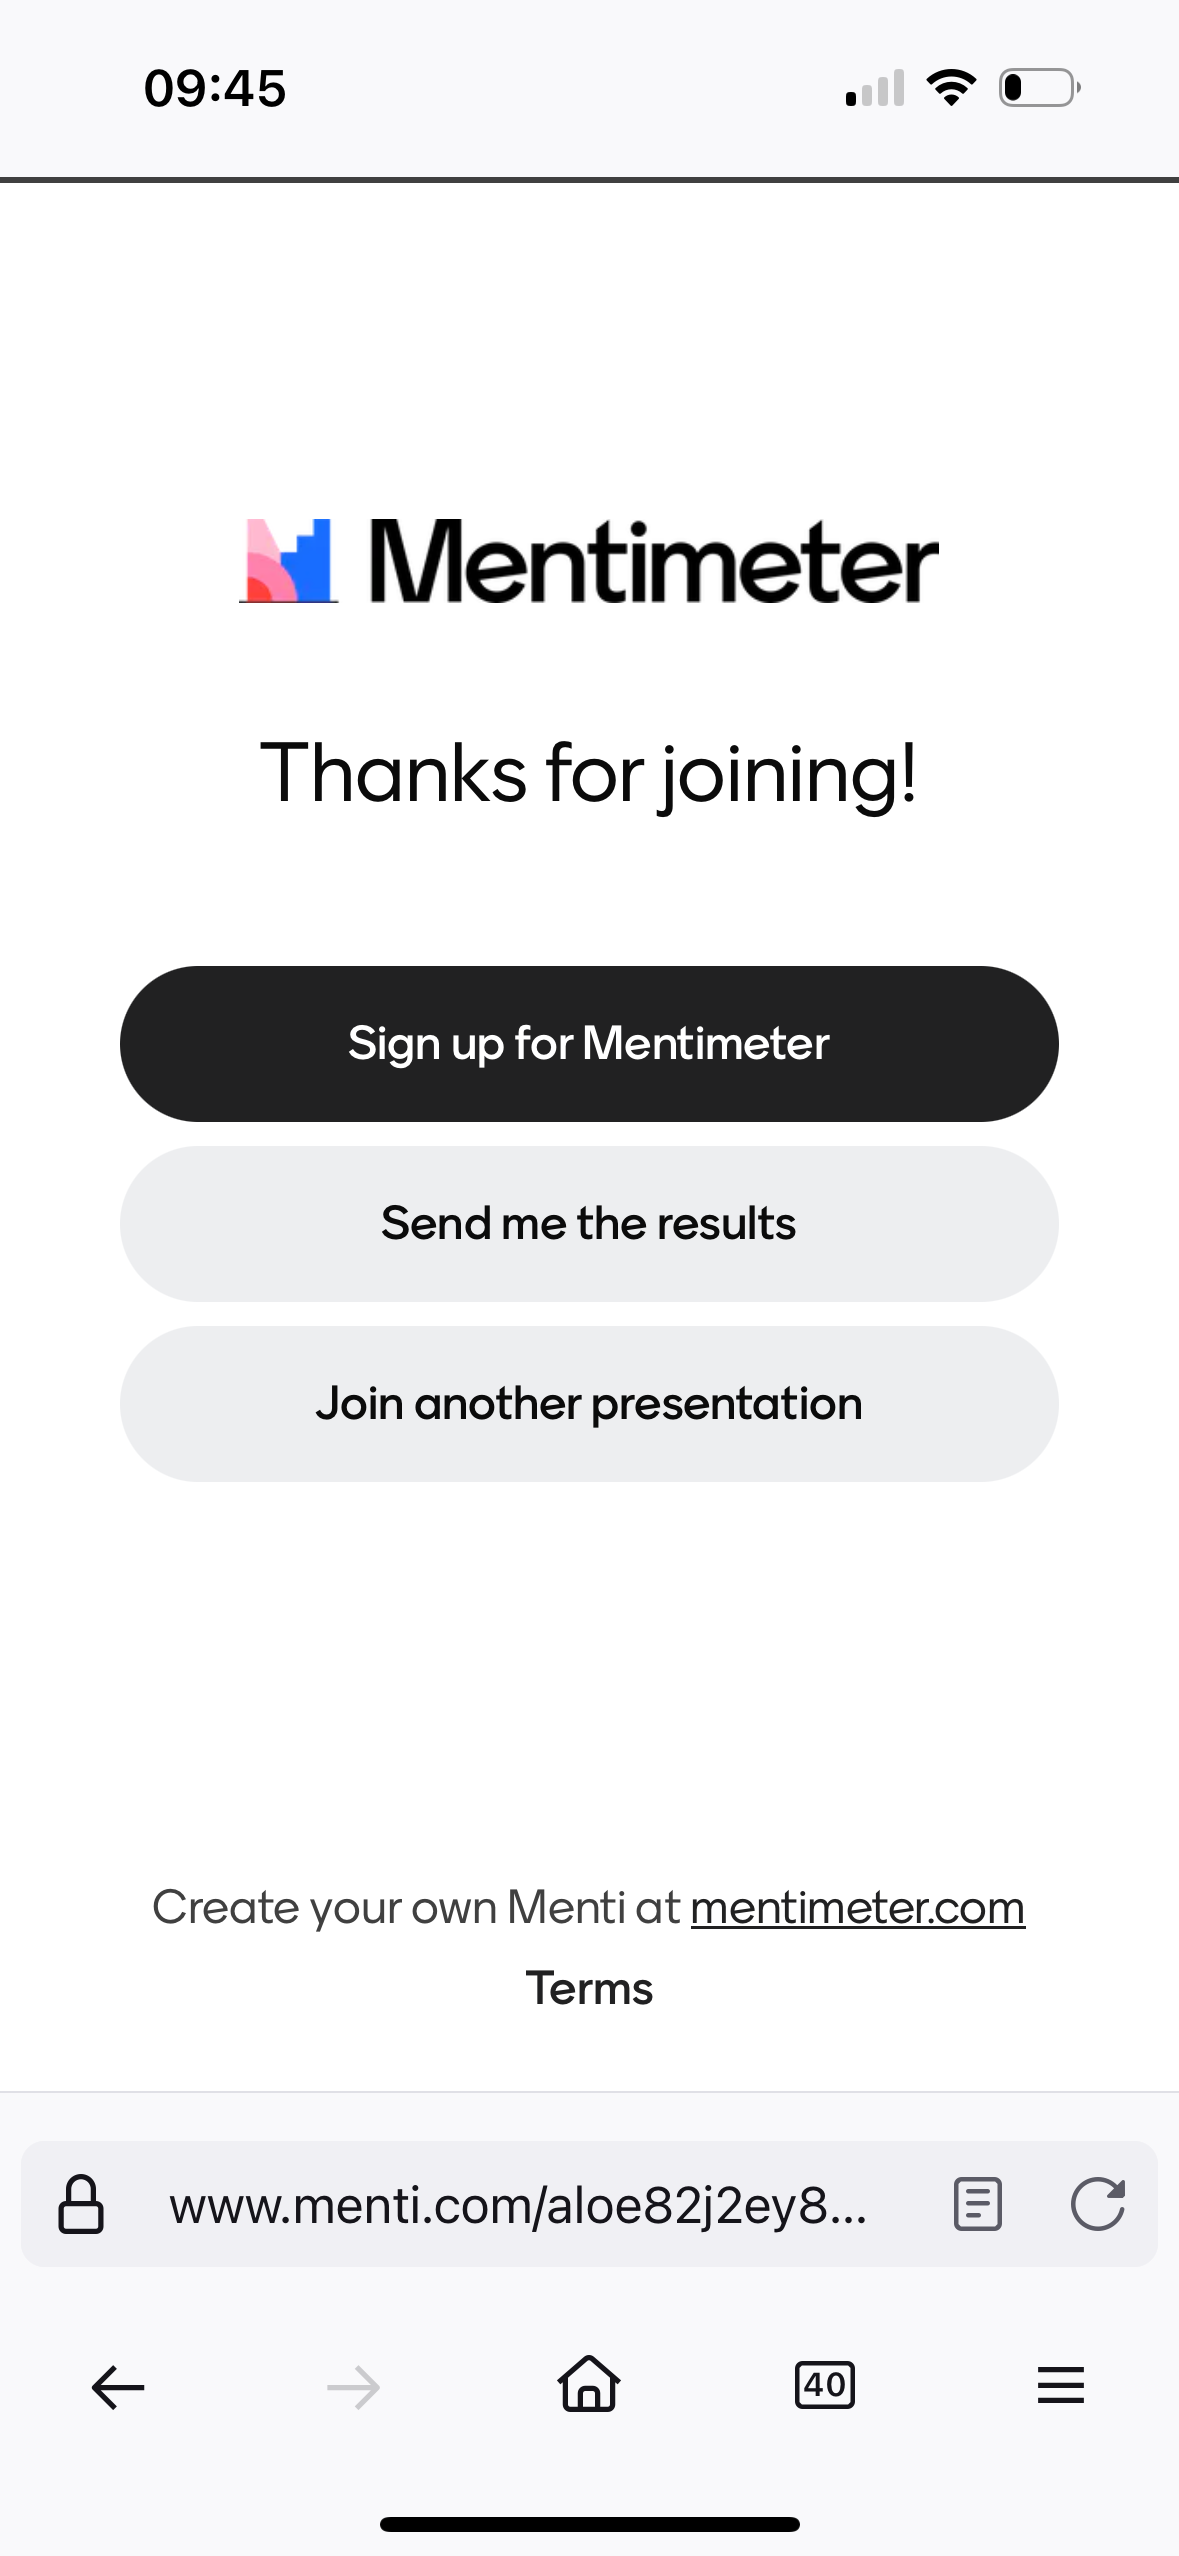 09:45
Mentimeter
Thanks for joining!
Sign up for Mentimeter
Send me the results
Join another presentation
Create your own Menti at mentimeter.com
Terms
www.menti.com/aloe82j2ey8...
40